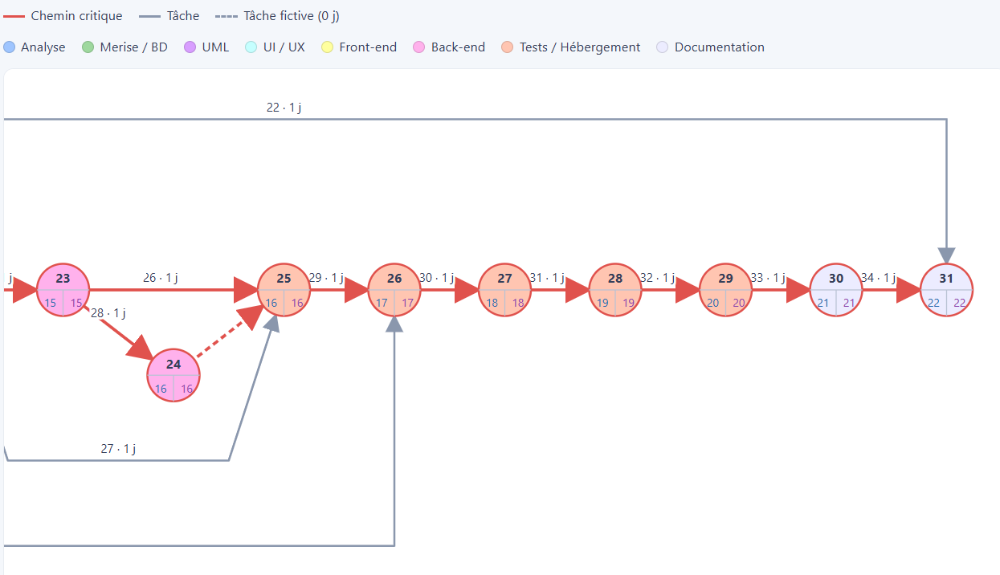 Chemin critique Tâche Tâche fictive (0 j)
Analyse Merise / BD UML UI / UX Front-end Back-end Tests / Hébergement Documentation
22 · 1 j
j 23 26 · 1 j 25 29 · 1 j 26 30 · 1 j 27 31 · 1 j 28 32 · 1 j 29 33 · 1 j 30 34 · 1 j 31
15 15 16 16 17 17 18 18 19 19 20 20 21 21 22 22
28 · 1 j
24
16 16
27 · 1 j